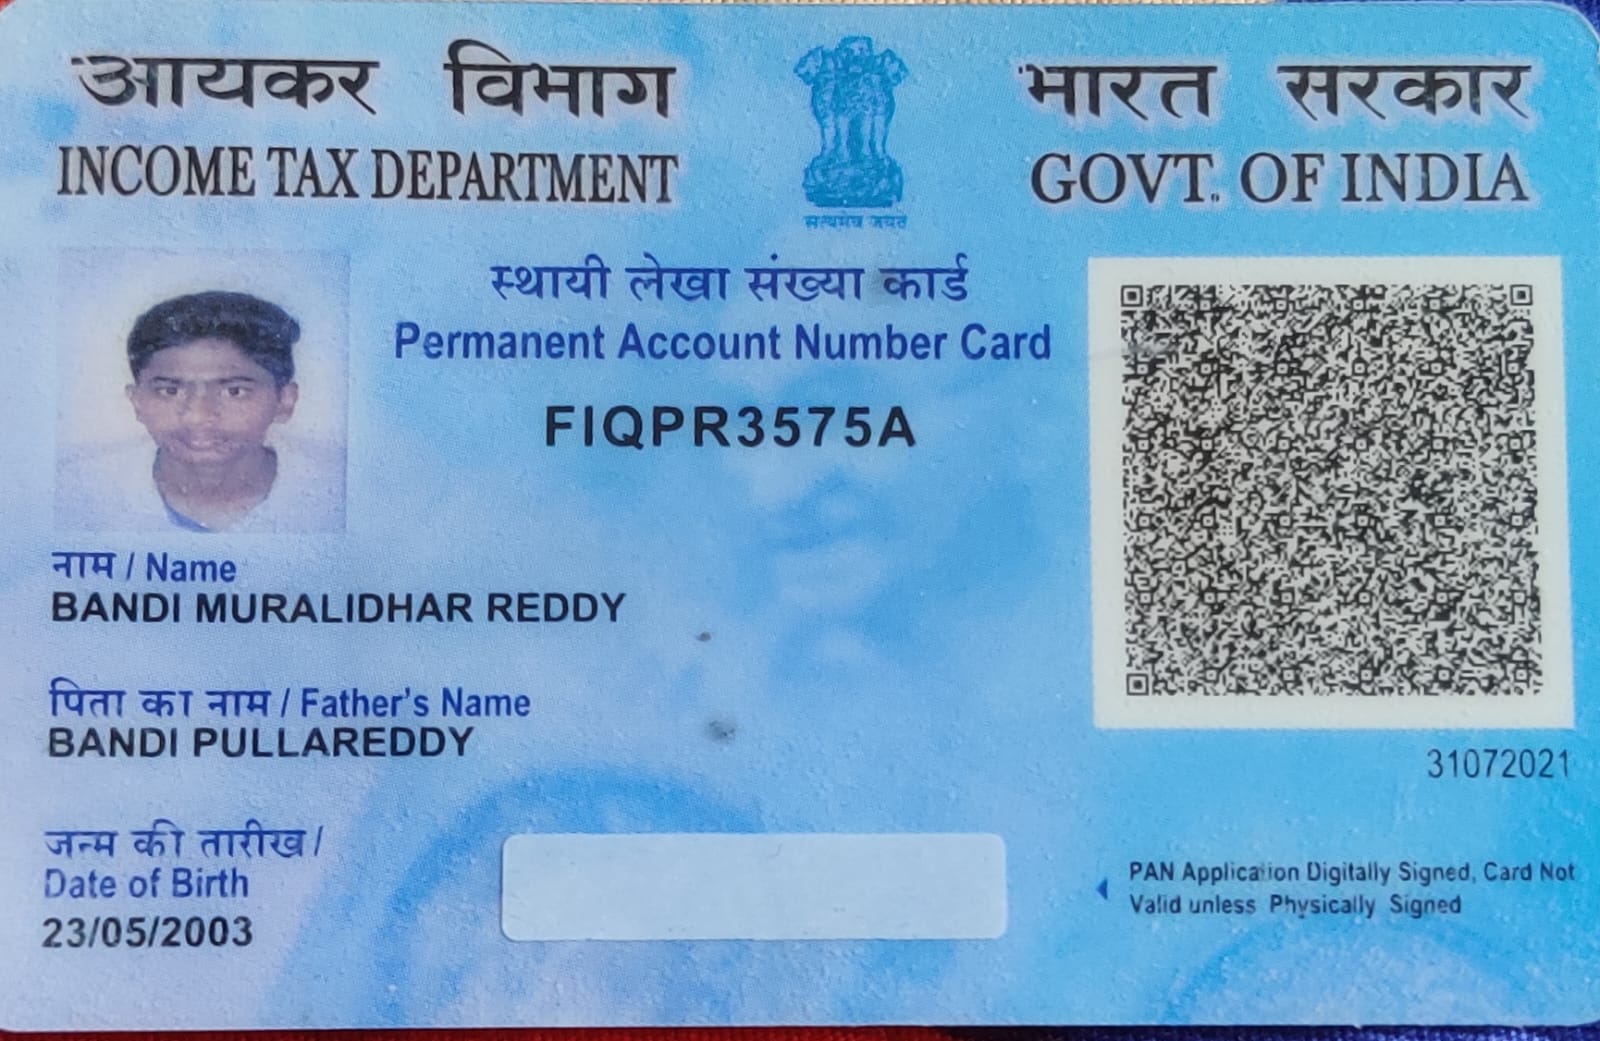 आयकर विभाग
INCOME TAX DEPARTMENT
सत्यमेव जयते
भारत सरकार
GOVT. OF INDIA
स्थायी लेखा संख्या कार्ड
Permanent Account Number Card
FIQPR3575A
नाम / Name
BANDI MURALIDHAR REDDY
पिता का नाम / Father's Name
BANDI PULLAREDDY
31072021
जन्म की तारीख /
Date of Birth
23/05/2003
PAN Application Digitally Signed, Card Not
Valid unless Physically Signed